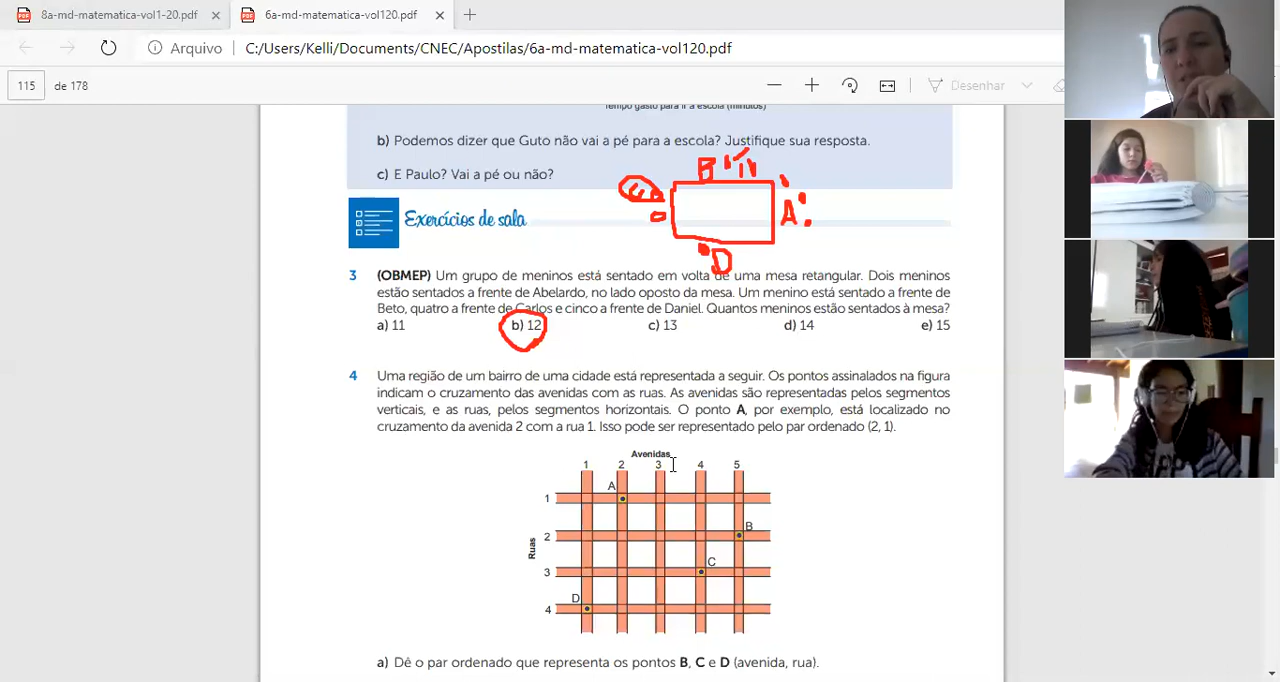 8a-md-matematica-vol1-20.pdf
6a-md-matematica-vol120.pdf
Arquivo
C:/Users/Kelli/Documents/CNEC/Apostilas/6a-md-matematica-vol120.pdf
115
de 178
Desenhar
Tempo gasto para ir à escola (minutos)
b) Podemos dizer que Guto não vai a pé para a escola? Justifique sua resposta.
c) E Paulo? Vai a pé ou não?
B
A
D
Exercícios de sala
3 (OBMEP) Um grupo de meninos está sentado em volta de uma mesa retangular. Dois meninos
estão sentados a frente de Abelardo, no lado oposto da mesa. Um menino está sentado a frente de
Beto, quatro a frente de Carlos e cinco a frente de Daniel. Quantos meninos estão sentados à mesa?
a) 11 b) 12 c) 13 d) 14 e) 15
4 Uma região de um bairro de uma cidade está representada a seguir. Os pontos assinalados na figura
indicam o cruzamento das avenidas com as ruas. As avenidas são representadas pelos segmentos
verticais, e as ruas, pelos segmentos horizontais. O ponto A, por exemplo, está localizado no
cruzamento da avenida 2 com a rua 1. Isso pode ser representado pelo par ordenado (2, 1).
Avenidas
1 2 3 4 5
A
1
B
2
Ruas
C
3
D
4
a) Dê o par ordenado que representa os pontos B, C e D (avenida, rua).